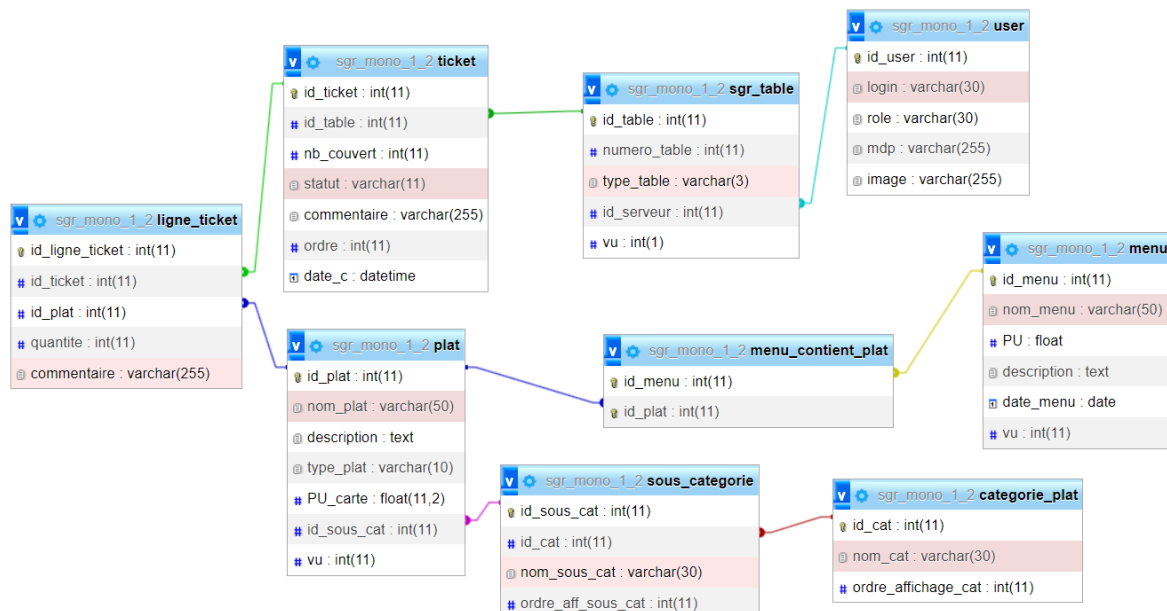 sgr_mono_1_2 user
id_user : int(11)
login : varchar(30)
role : varchar(30)
mdp : varchar(255)
image : varchar(255)
v sgr_mono_1_2 ticket
id_ticket : int(11)
id_table : int(11)
nb_couvert : int(11)
statut : varchar(11)
commentaire : varchar(255)
ordre : int(11)
date_c : datetime
v sgr_mono_1_2 sgr_table
id_table : int(11)
numero_table : int(11)
type_table : varchar(3)
id_serveur : int(11)
vu : int(1)
v sgr_mono_1_2 ligne_ticket
id_ligne_ticket : int(11)
id_ticket : int(11)
id_plat : int(11)
quantite : int(11)
commentaire : varchar(255)
v sgr_mono_1_2 menu
id_menu : int(11)
nom_menu : varchar(50)
PU : float
description : text
date_menu : date
vu : int(11)
v sgr_mono_1_2 plat
id_plat : int(11)
nom_plat : varchar(50)
description : text
type_plat : varchar(10)
PU_carte : float(11,2)
id_sous_cat : int(11)
vu : int(11)
v sgr_mono_1_2 menu_contient_plat
id_menu : int(11)
id_plat : int(11)
v sgr_mono_1_2 sous_categorie
id_sous_cat : int(11)
id_cat : int(11)
nom_sous_cat : varchar(30)
ordre_aff_sous_cat : int(11)
v sgr_mono_1_2 categorie_plat
id_cat : int(11)
nom_cat : varchar(30)
ordre_affichage_cat : int(11)